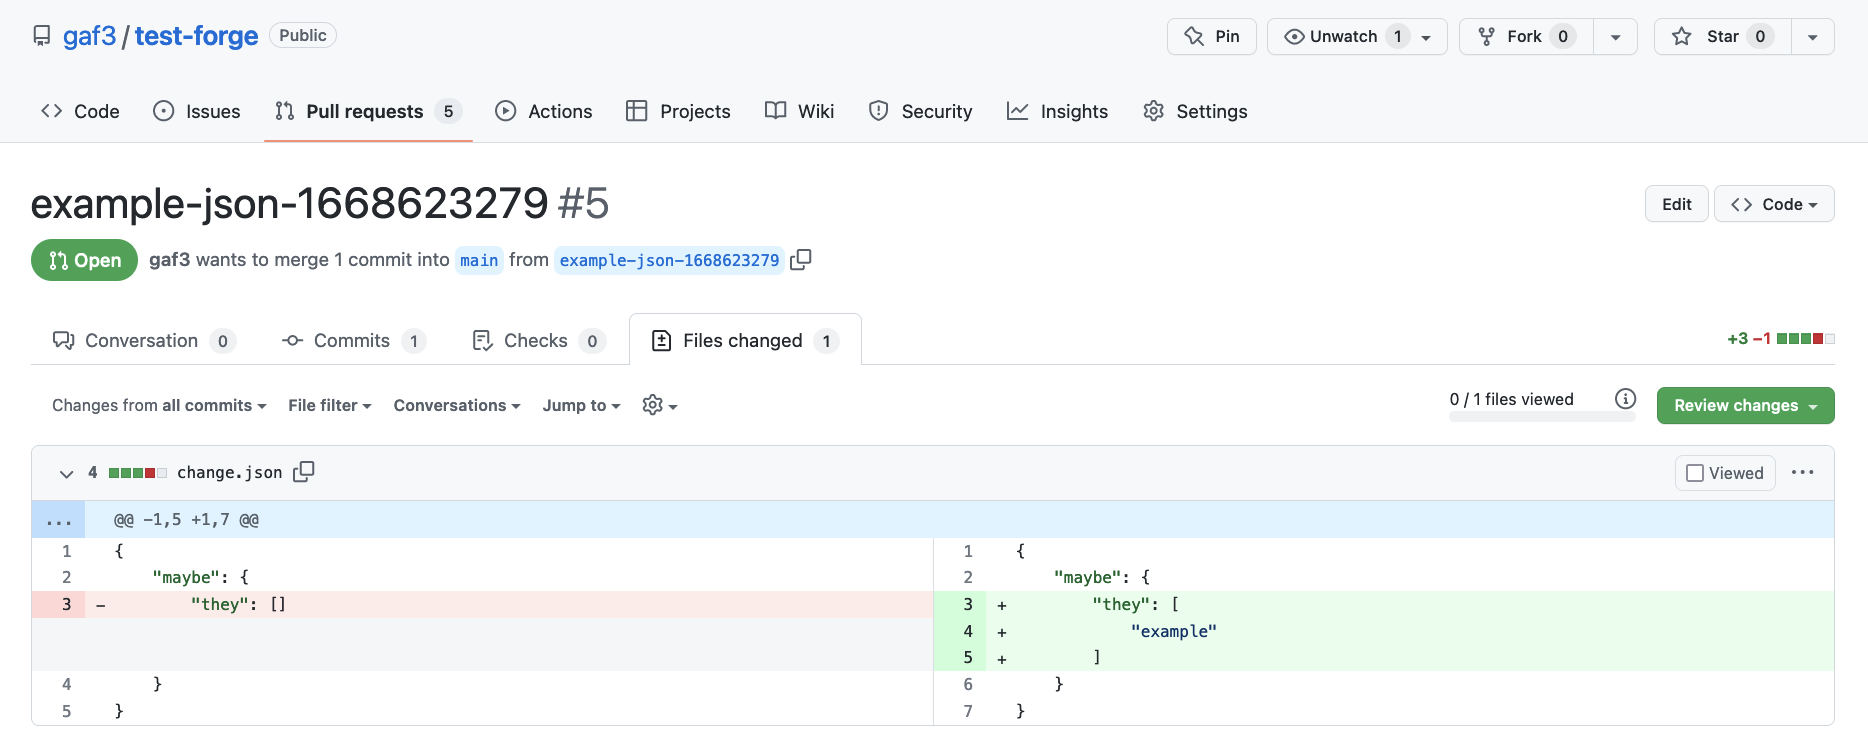 gaf3 / test-forge Public Pin Unwatch 1 Fork 0 Star 0
Code Issues Pull requests 5 Actions Projects Wiki Security Insights Settings
example-json-1668623279 #5 Edit Code
Open gaf3 wants to merge 1 commit into main from example-json-1668623279
Conversation 0 Commits 1 Checks 0 Files changed 1 +3 −1
Changes from all commits File filter Conversations Jump to 0 / 1 files viewed Review changes
4 change.json Viewed ...
... @@ -1,5 +1,7 @@
1 { 1 {
2 "maybe": { 2 "maybe": {
3 - "they": [] 3 + "they": [
4 + "example"
5 + ]
4 } 6 }
5 } 7 }